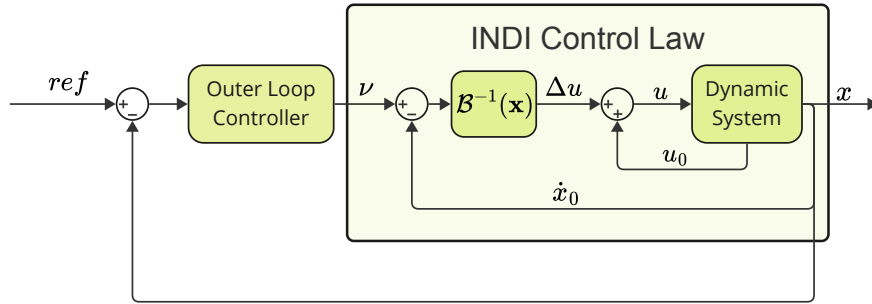 INDI Control Law
ref
+
−
Outer Loop
Controller
ν
+
−
𝓑⁻¹(𝐱)
Δu
+
+
u
Dynamic
System
x
u₀
ẋ₀